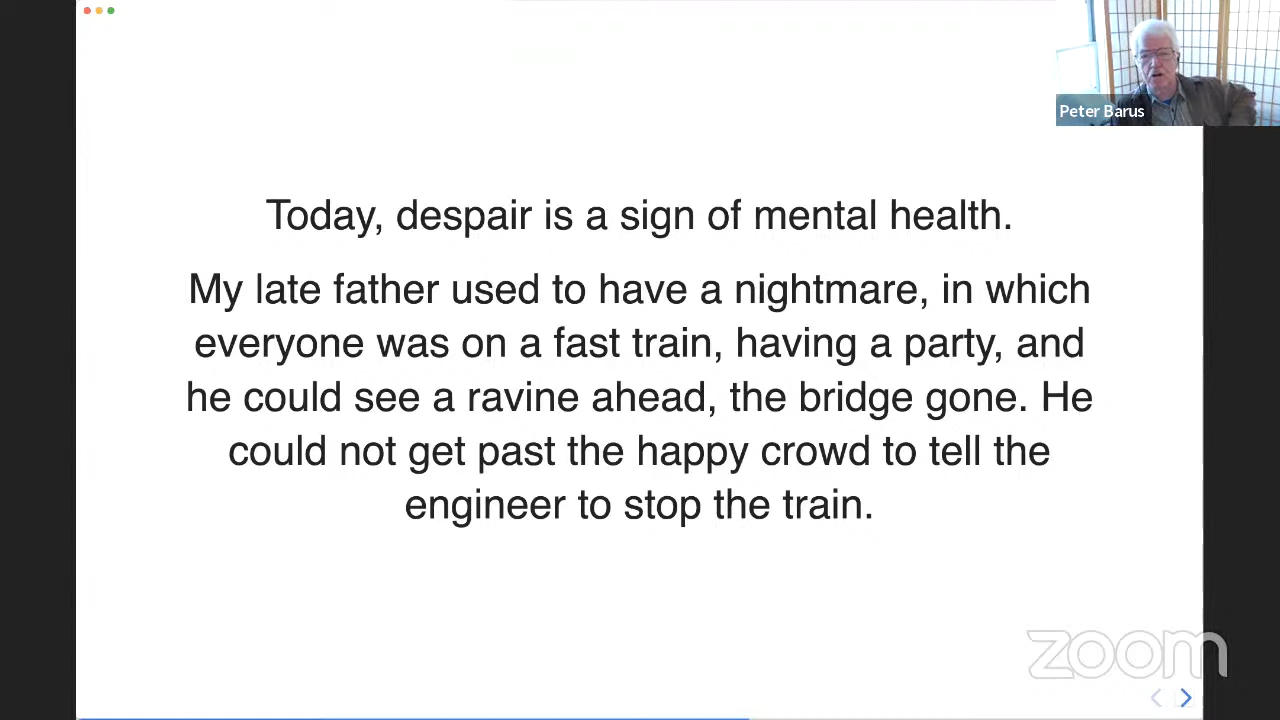 Peter Barus
Today, despair is a sign of mental health.
My late father used to have a nightmare, in which
everyone was on a fast train, having a party, and
he could see a ravine ahead, the bridge gone. He
could not get past the happy crowd to tell the
engineer to stop the train.
zoom